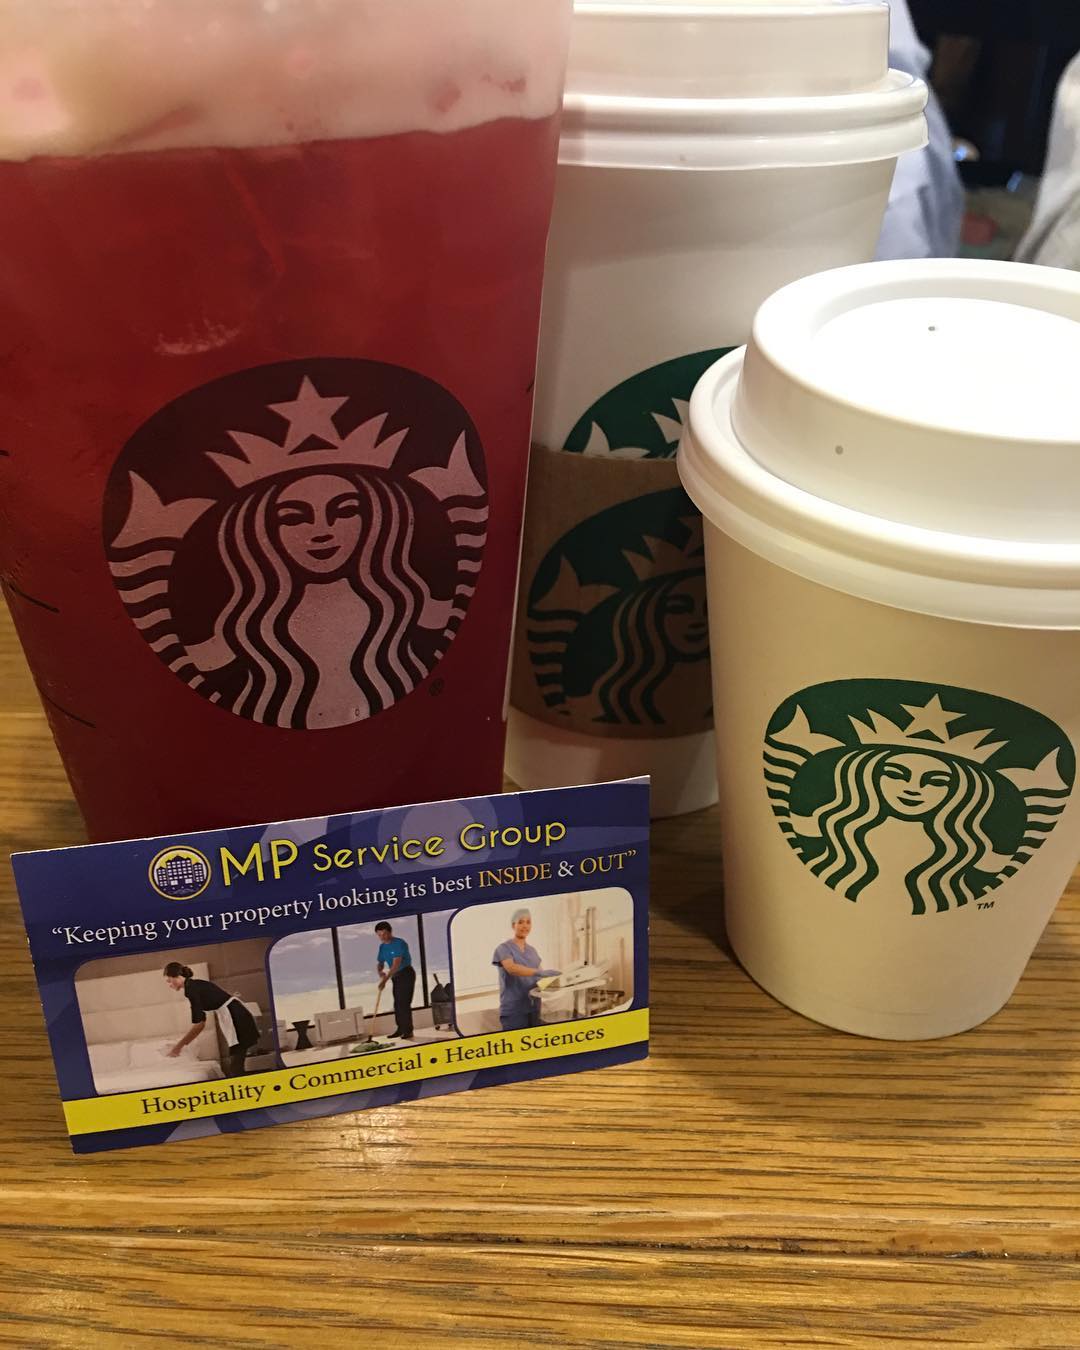 ®
TM
MP Service Group
“Keeping your property looking its best INSIDE & OUT”
Hospitality • Commercial • Health Sciences